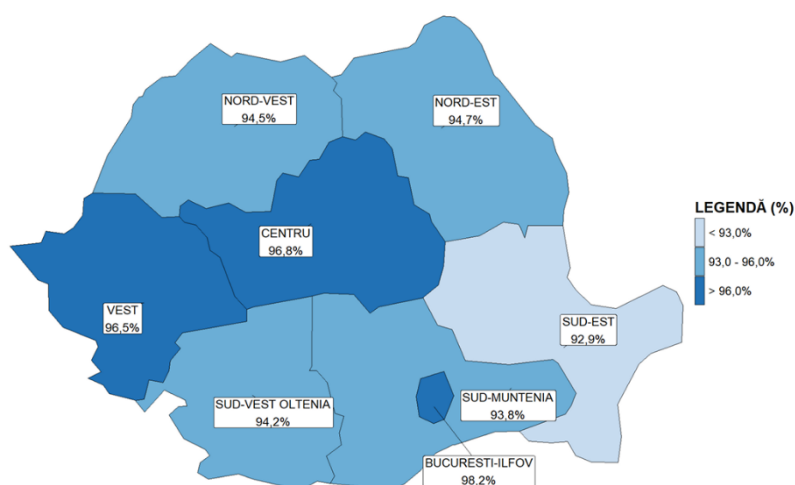 NORD-VEST
94,5%
NORD-EST
94,7%
LEGENDĂ (%)
< 93,0%
93,0 - 96,0%
> 96,0%
CENTRU
96,8%
VEST
96,5%
SUD-EST
92,9%
SUD-VEST OLTENIA
94,2%
SUD-MUNTENIA
93,8%
BUCURESTI-ILFOV
98,2%